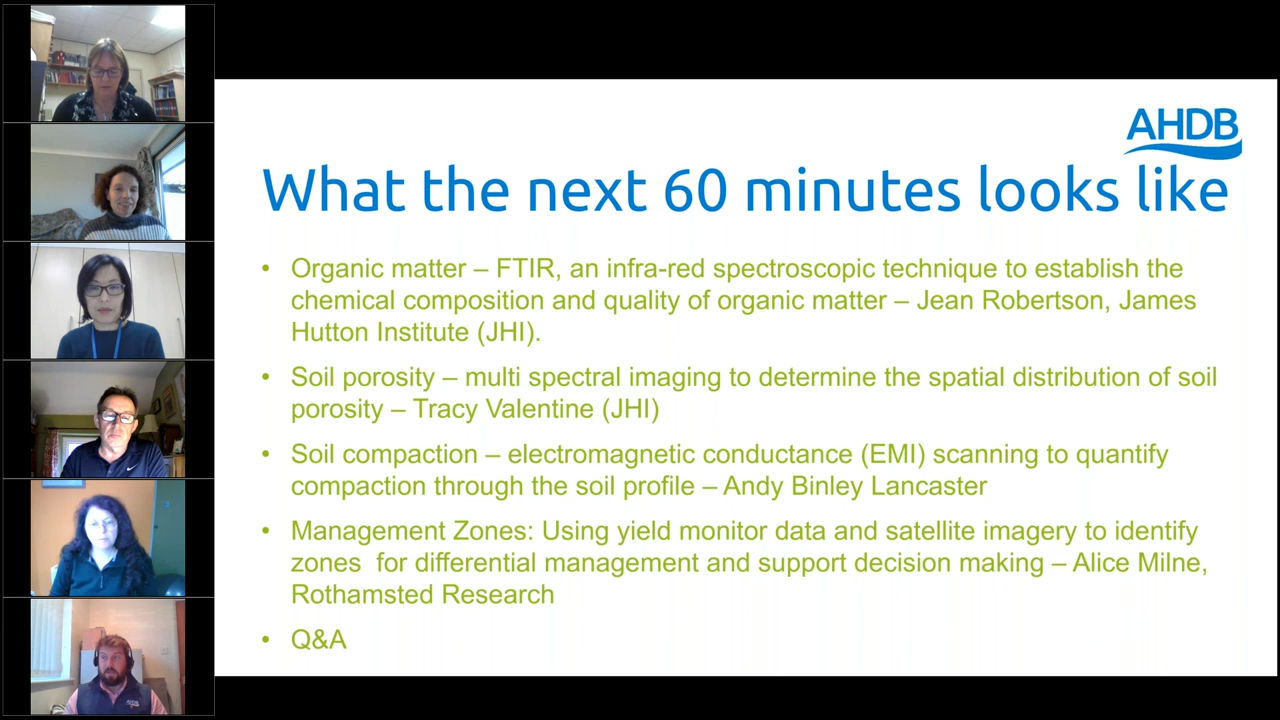 AHDB
What the next 60 minutes looks like
• Organic matter – FTIR, an infra-red spectroscopic technique to establish the
chemical composition and quality of organic matter – Jean Robertson, James
Hutton Institute (JHI).
• Soil porosity – multi spectral imaging to determine the spatial distribution of soil
porosity – Tracy Valentine (JHI)
• Soil compaction – electromagnetic conductance (EMI) scanning to quantify
compaction through the soil profile – Andy Binley Lancaster
• Management Zones: Using yield monitor data and satellite imagery to identify
zones  for differential management and support decision making – Alice Milne,
Rothamsted Research
• Q&A
AHDB